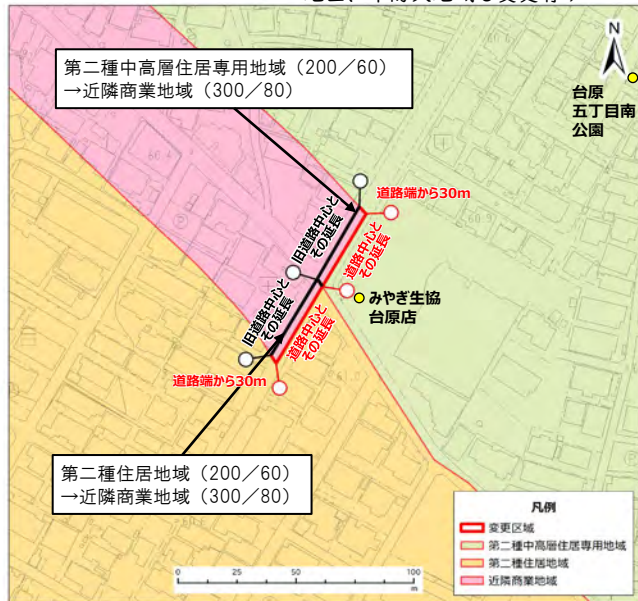 第二種中高層住居専用地域（200／60）
→近隣商業地域（300／80）
N
台原
五丁目南
公園
道路端から30m
旧道路中心と
その延長
道路中心と
その延長
みやぎ生協
台原店
旧道路中心と
その延長
道路中心と
その延長
道路端から30m
第二種住居地域（200／60）
→近隣商業地域（300／80）
凡例
変更区域
第二種中高層住居専用地域
第二種住居地域
近隣商業地域
0 25 50 100
m